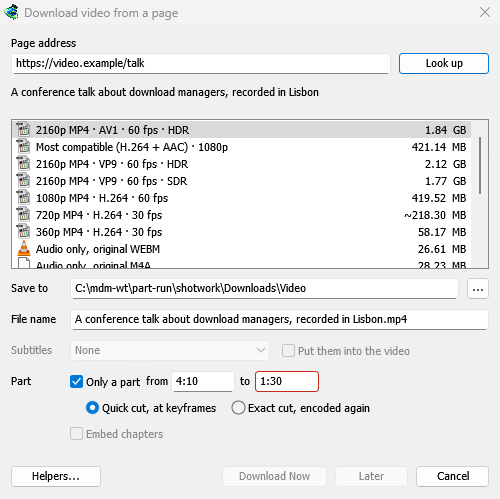 Download video from a page
Page address
https://video.example/talk
Look up
A conference talk about download managers, recorded in Lisbon
2160p MP4 · AV1 · 60 fps · HDR 1.84 GB
Most compatible (H.264 + AAC) · 1080p 421.14 MB
2160p MP4 · VP9 · 60 fps · HDR 2.12 GB
2160p MP4 · VP9 · 60 fps · SDR 1.77 GB
1080p MP4 · H.264 · 60 fps 419.52 MB
720p MP4 · H.264 · 30 fps ~218.30 MB
360p MP4 · H.264 · 30 fps 58.17 MB
Audio only, original WEBM 26.61 MB
Audio only, original M4A 28.23 MB
Save to C:\mdm-wt\part-run\shotwork\Downloads\Video ...
File name A conference talk about download managers, recorded in Lisbon.mp4
Subtitles None Put them into the video
Part Only a part from 4:10 to 1:30
Quick cut, at keyframes Exact cut, encoded again
Embed chapters
Helpers... Download Now Later Cancel